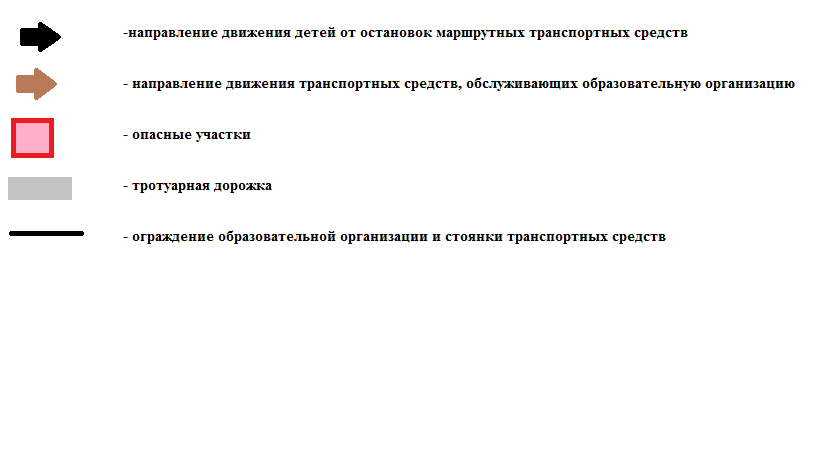 -направление движения детей от остановок маршрутных транспортных средств
- направление движения транспортных средств, обслуживающих образовательную организацию
- опасные участки
- тротуарная дорожка
- ограждение образовательной организации и стоянки транспортных средств